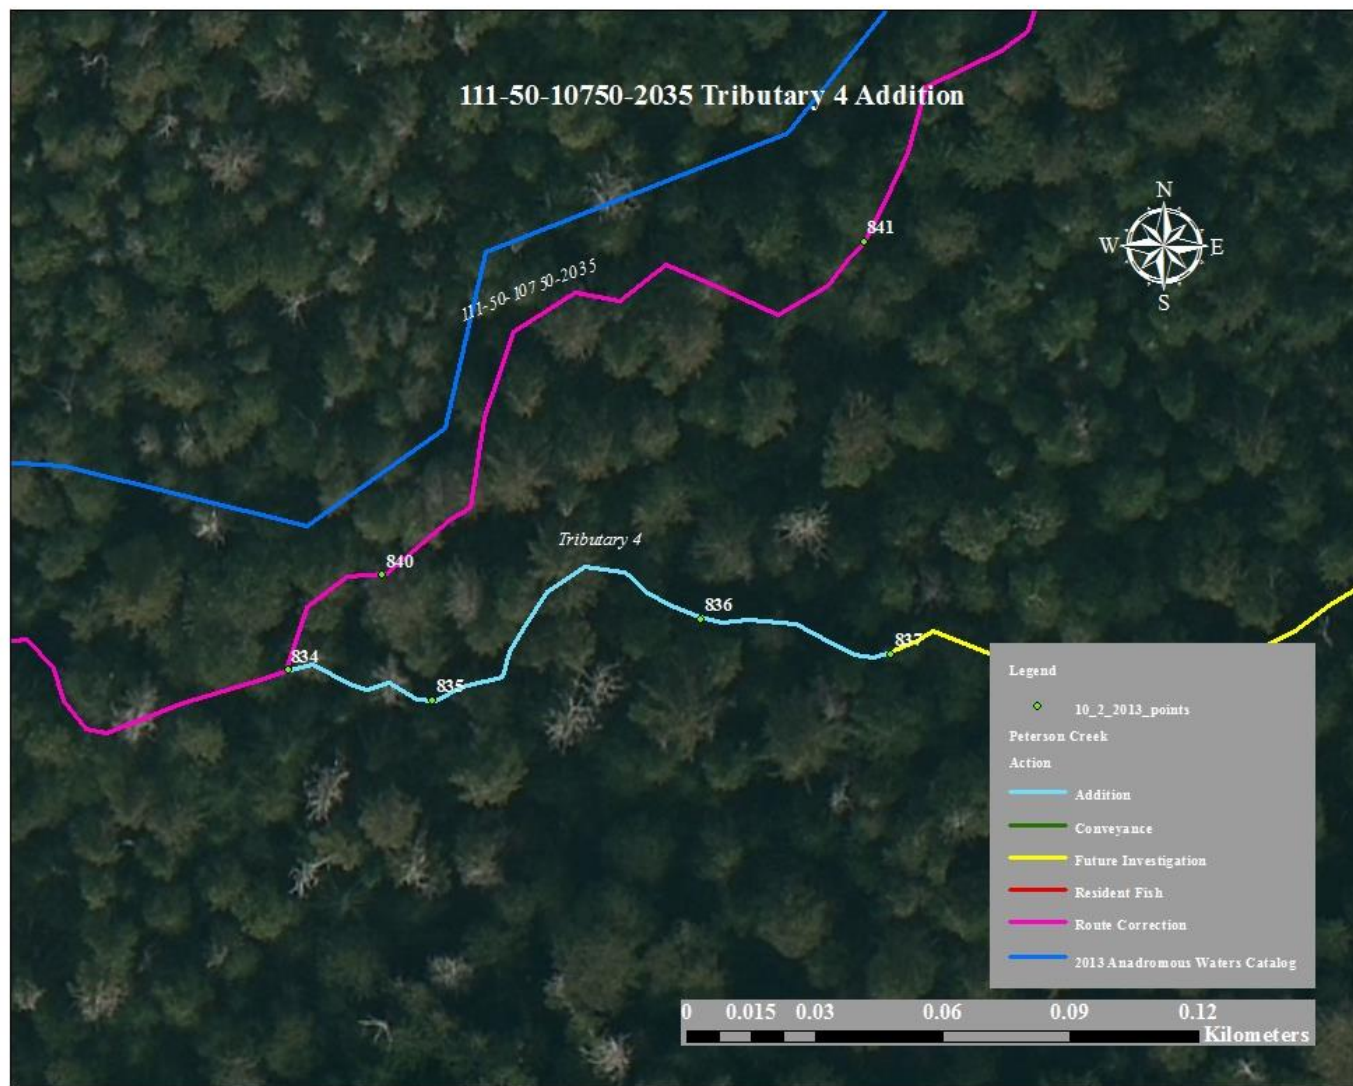 111-50-10750-2035 Tributary 4 Addition
N
W E
S
841
111-50-10750-2035
Tributary 4
840
836
837
834
835
Legend
10_2_2013_points
Peterson Creek
Action
Addition
Conveyance
Future Investigation
Resident Fish
Route Correction
2013 Anadromous Waters Catalog
0 0.015 0.03 0.06 0.09 0.12
Kilometers